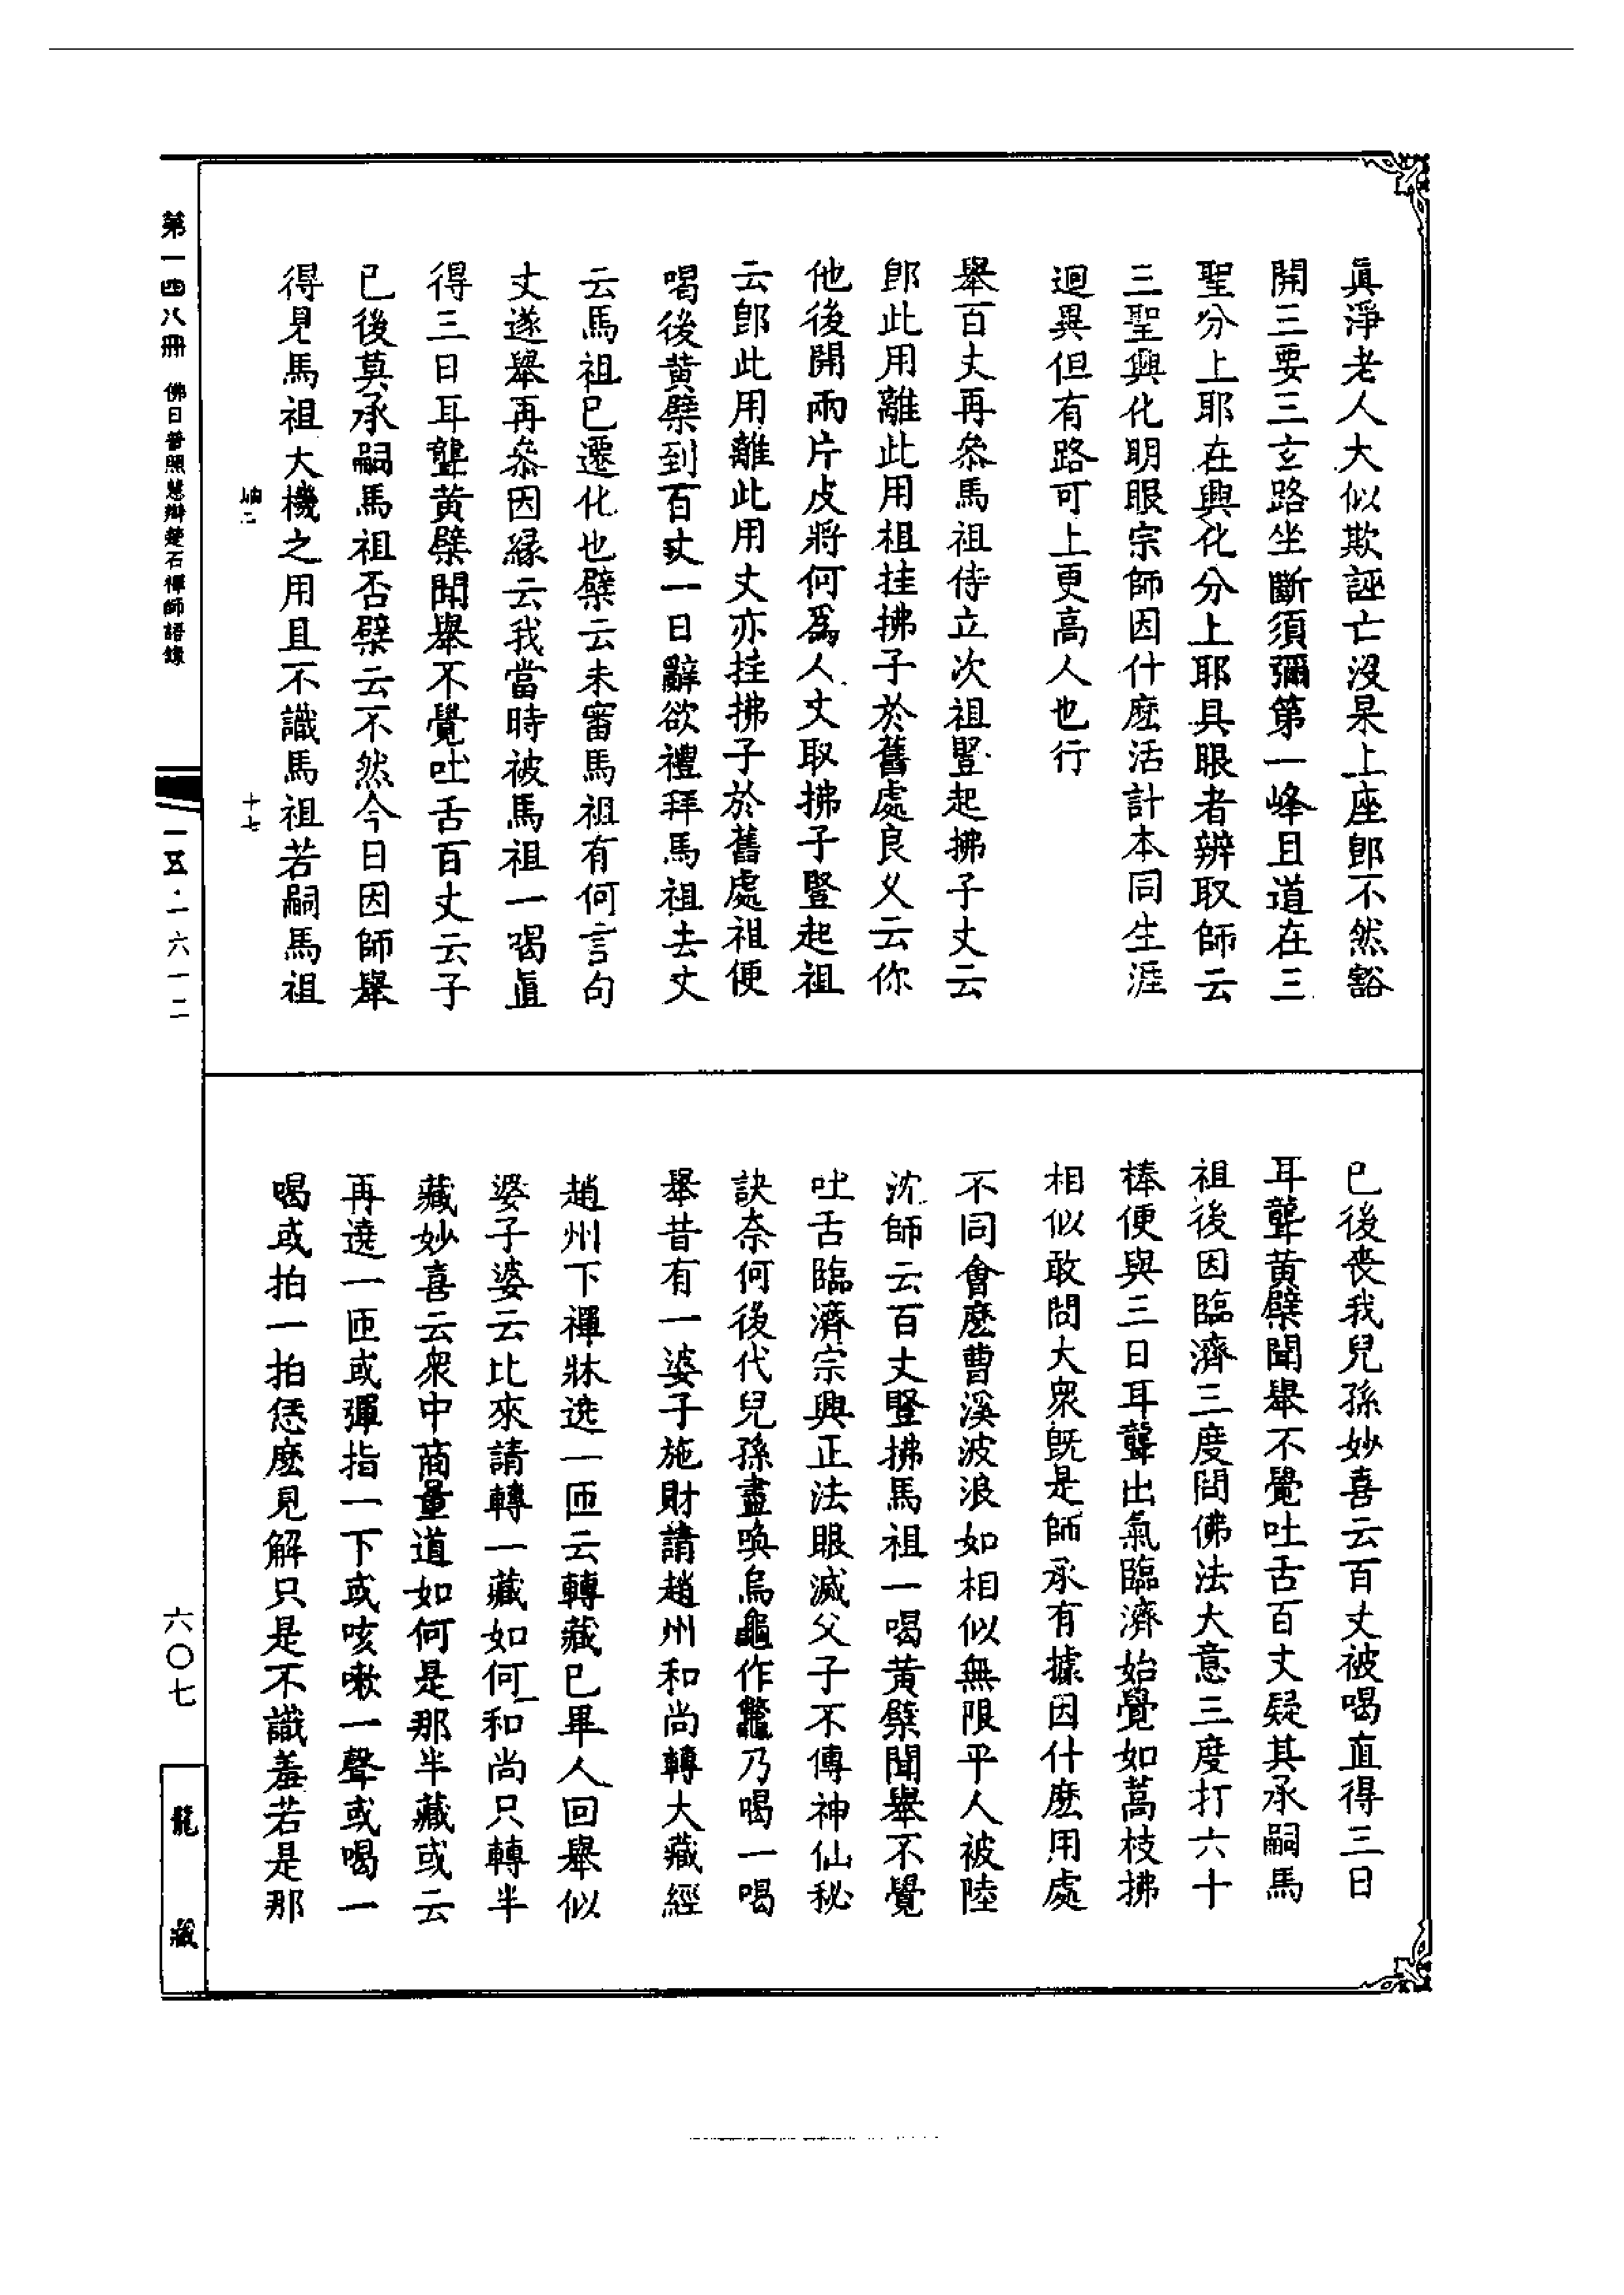 眞淨老人大似欺誣亡沒杲上座卽不然豁
開三要三玄路坐斷須彌第一峰且道在三
聖分上耶在興化分上耶具眼者辨取師云
三聖興化明眼宗師因什麽活計本同生涯
迴異但有路可上更高人也行
舉百丈再叅馬祖侍立次祖豎起拂子丈云
卽此用離此用祖挂拂子於舊處良乆云你
他後開兩片皮將何爲人丈取拂子豎起祖
云卽此用離此用丈亦挂拂子於舊處祖便
喝後黄檗到百丈一日辭欲禮拜馬祖去丈
云馬祖已遷化也檗云未審馬祖有何言句
丈遂舉再叅因緣云我當時被馬祖一喝直
得三日耳聾黄檗聞舉不覺吐舌百丈云子
已後莫承嗣馬祖否檗云不然今日因師舉
得見馬祖大機之用且不識馬祖若嗣馬祖
已後丧我兒孫妙喜云百丈被喝直得三日
耳聾黄檗聞舉不覺吐舌百丈疑其承嗣馬
祖後因臨濟三度問佛法大意三度打六十
棒便與三日耳聾出氣臨濟始覺如蒿枝拂
相似敢問大衆旣是師承有據因什麽用處
不同會麽曹溪波浪如相似無限平人被陸
沈師云百丈豎拂馬祖一喝黄檗聞舉不覺
吐舌臨濟宗興正法眼滅父子不傳神仙秘
訣奈何後代兒孫盡喚烏龜作鼈乃喝一喝
舉昔有一婆子施財請趙州和尚轉大藏經
趙州下禪牀遶一匝云轉藏已畢人回舉似
婆子婆云比來請轉一藏如何和尚只轉半
藏妙喜云衆中商量道如何是那半藏或云
再遶一匝或彈指一下或咳嗽一聲或喝一
喝或拍一拍恁麽見解只是不識羞若是那
第一四八冊 佛日普照慧辯楚石禪師語錄
十七
一五·一六一二
六〇七
龍藏